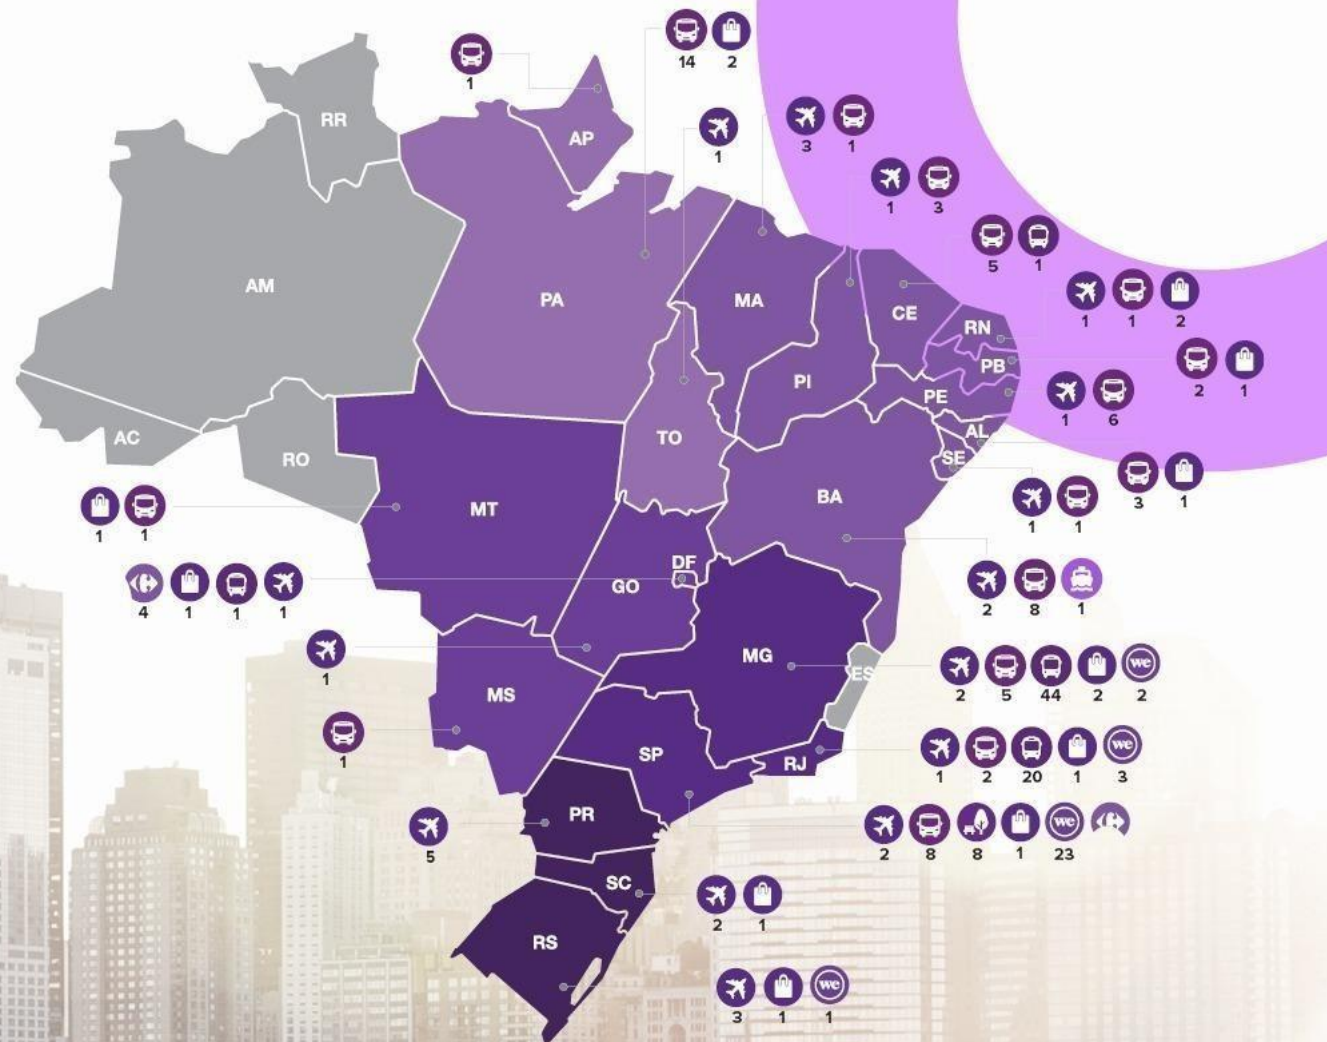 14 2
1
RR
AP
1
3 1
1 3
5 1
AM
PA
MA
CE
1 1 2
RN
PB
2 1
PI
PE
1 6
TO
AL
AC
RO
SE
3 1
BA
1 1
MT
1 1
DF
GO
4 1 1 1
2 8 1
1
MG
ES
we
2 5 44 2 2
MS
1
SP
RJ
we
1 2 20 1 3
PR
5
we
2 8 8 1 23
SC
2 1
RS
we
3 1 1